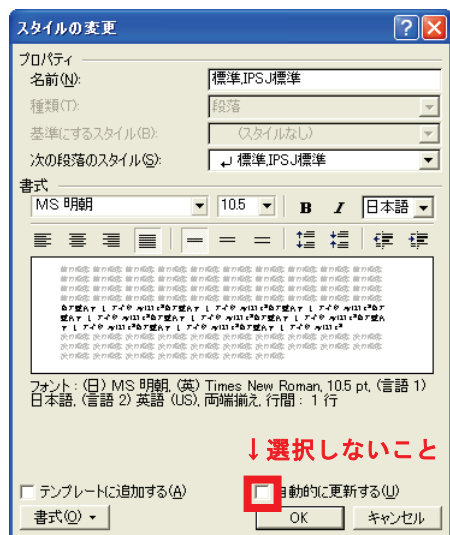 スタイルの変更
プロパティ
名前(N): 標準,IPSJ標準
種類(T): 段落
基準にするスタイル(B): (スタイルなし)
次の段落のスタイル(S): ↵ 標準,IPSJ標準
書式
MS 明朝 10.5 B I 日本語
フォント : (日) MS 明朝, (英) Times New Roman, 10.5 pt, (言語 1)
日本語, (言語 2) 英語 (US), 両端揃え, 行間 : 1 行
↓選択しないこと
テンプレートに追加する(A) 自動的に更新する(U)
書式(O) OK キャンセル